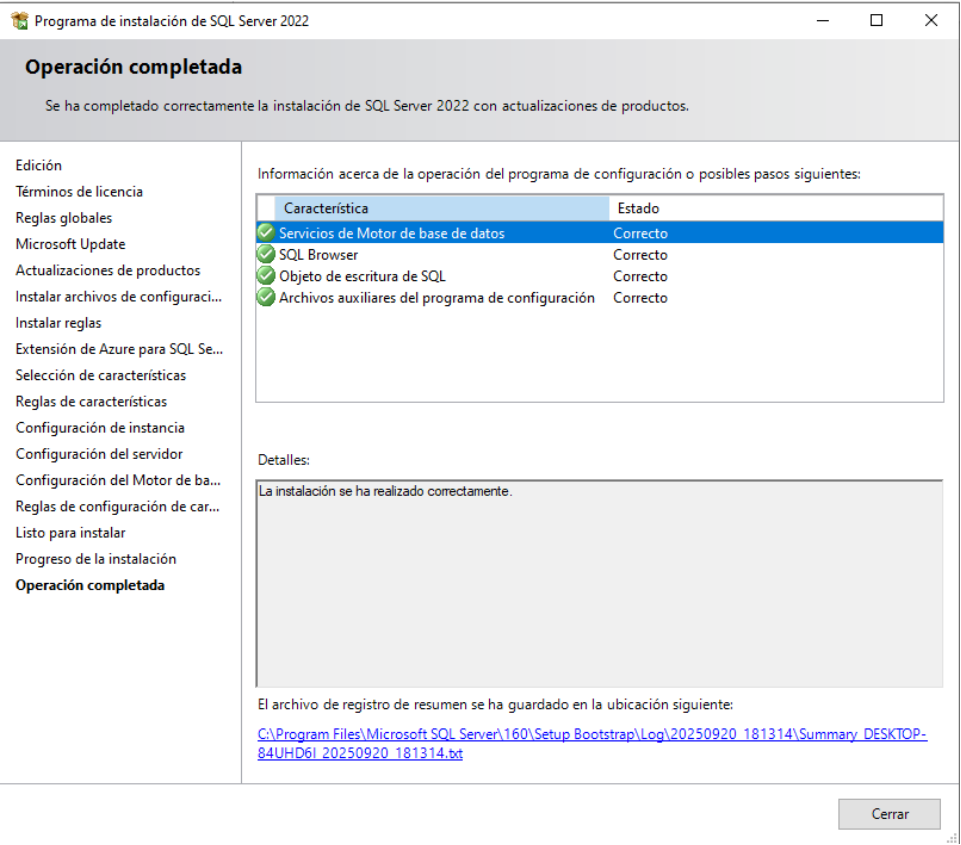 Programa de instalación de SQL Server 2022
Operación completada
Se ha completado correctamente la instalación de SQL Server 2022 con actualizaciones de productos.
Edición
Términos de licencia
Reglas globales
Microsoft Update
Actualizaciones de productos
Instalar archivos de configuraci...
Instalar reglas
Extensión de Azure para SQL Se...
Selección de características
Reglas de características
Configuración de instancia
Configuración del servidor
Configuración del Motor de ba...
Reglas de configuración de car...
Listo para instalar
Progreso de la instalación
Operación completada
Información acerca de la operación del programa de configuración o posibles pasos siguientes:
Característica Estado
Servicios de Motor de base de datos Correcto
SQL Browser Correcto
Objeto de escritura de SQL Correcto
Archivos auxiliares del programa de configuración Correcto
Detalles:
La instalación se ha realizado correctamente.
El archivo de registro de resumen se ha guardado en la ubicación siguiente:
C:\Program Files\Microsoft SQL Server\160\Setup Bootstrap\Log\20250920_181314\Summary_DESKTOP-
84UHD6I_20250920_181314.txt
Cerrar